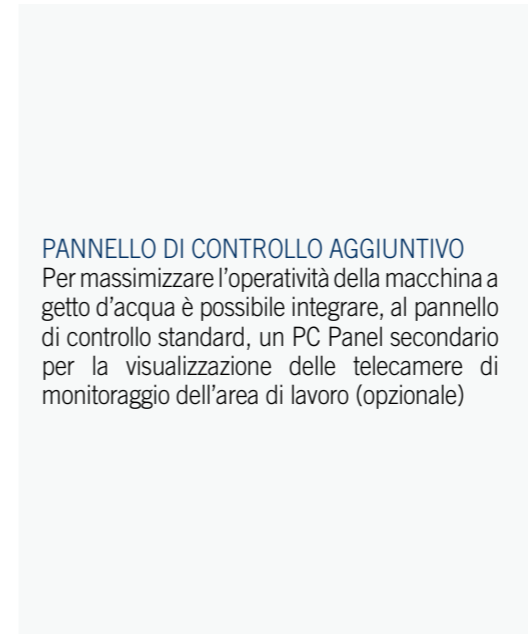 PANNELLO DI CONTROLLO AGGIUNTIVO
Per massimizzare l’operatività della macchina a
getto d’acqua è possibile integrare, al pannello
di controllo standard, un PC Panel secondario
per la visualizzazione delle telecamere di
monitoraggio dell’area di lavoro (opzionale)